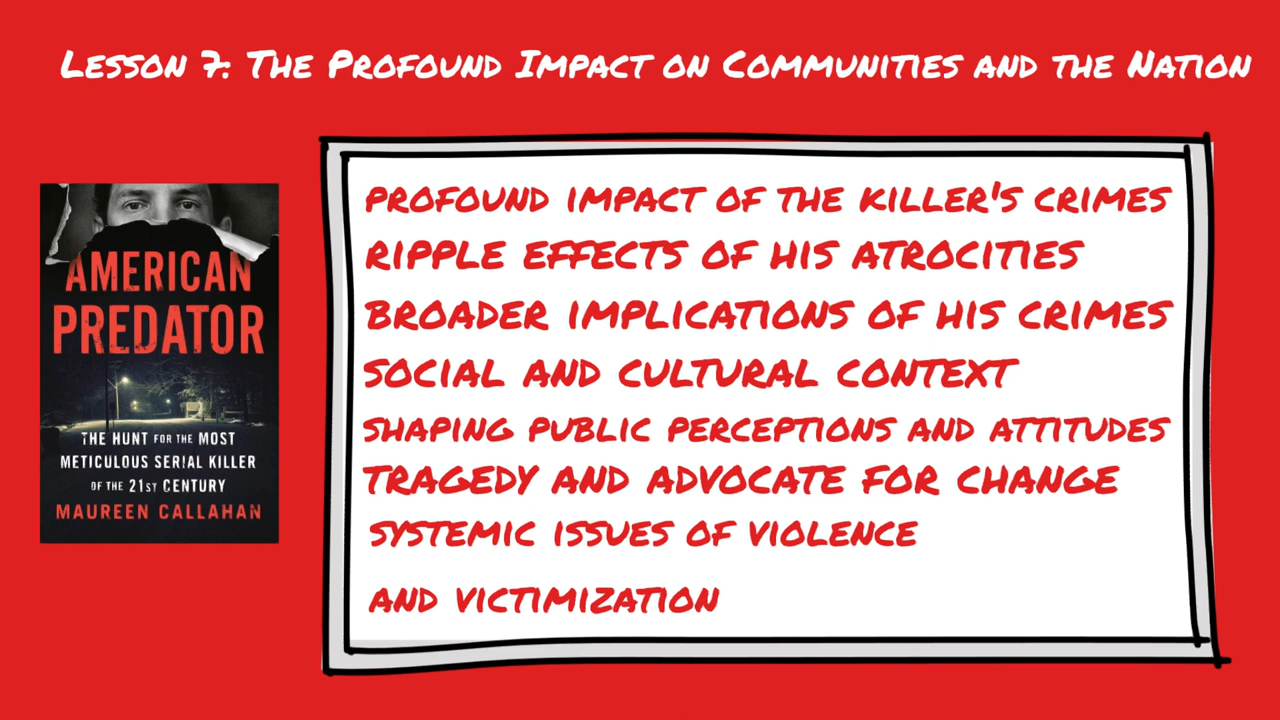 Lesson 7: The Profound Impact on Communities and the Nation
AMERICAN
PREDATOR
THE HUNT FOR THE MOST
METICULOUS SERIAL KILLER
OF THE 21ST CENTURY
MAUREEN CALLAHAN
PROFOUND IMPACT OF THE KILLER'S CRIMES
RIPPLE EFFECTS OF HIS ATROCITIES
BROADER IMPLICATIONS OF HIS CRIMES
SOCIAL AND CULTURAL CONTEXT
SHAPING PUBLIC PERCEPTIONS AND ATTITUDES
TRAGEDY AND ADVOCATE FOR CHANGE
SYSTEMIC ISSUES OF VIOLENCE
AND VICTIMIZATION